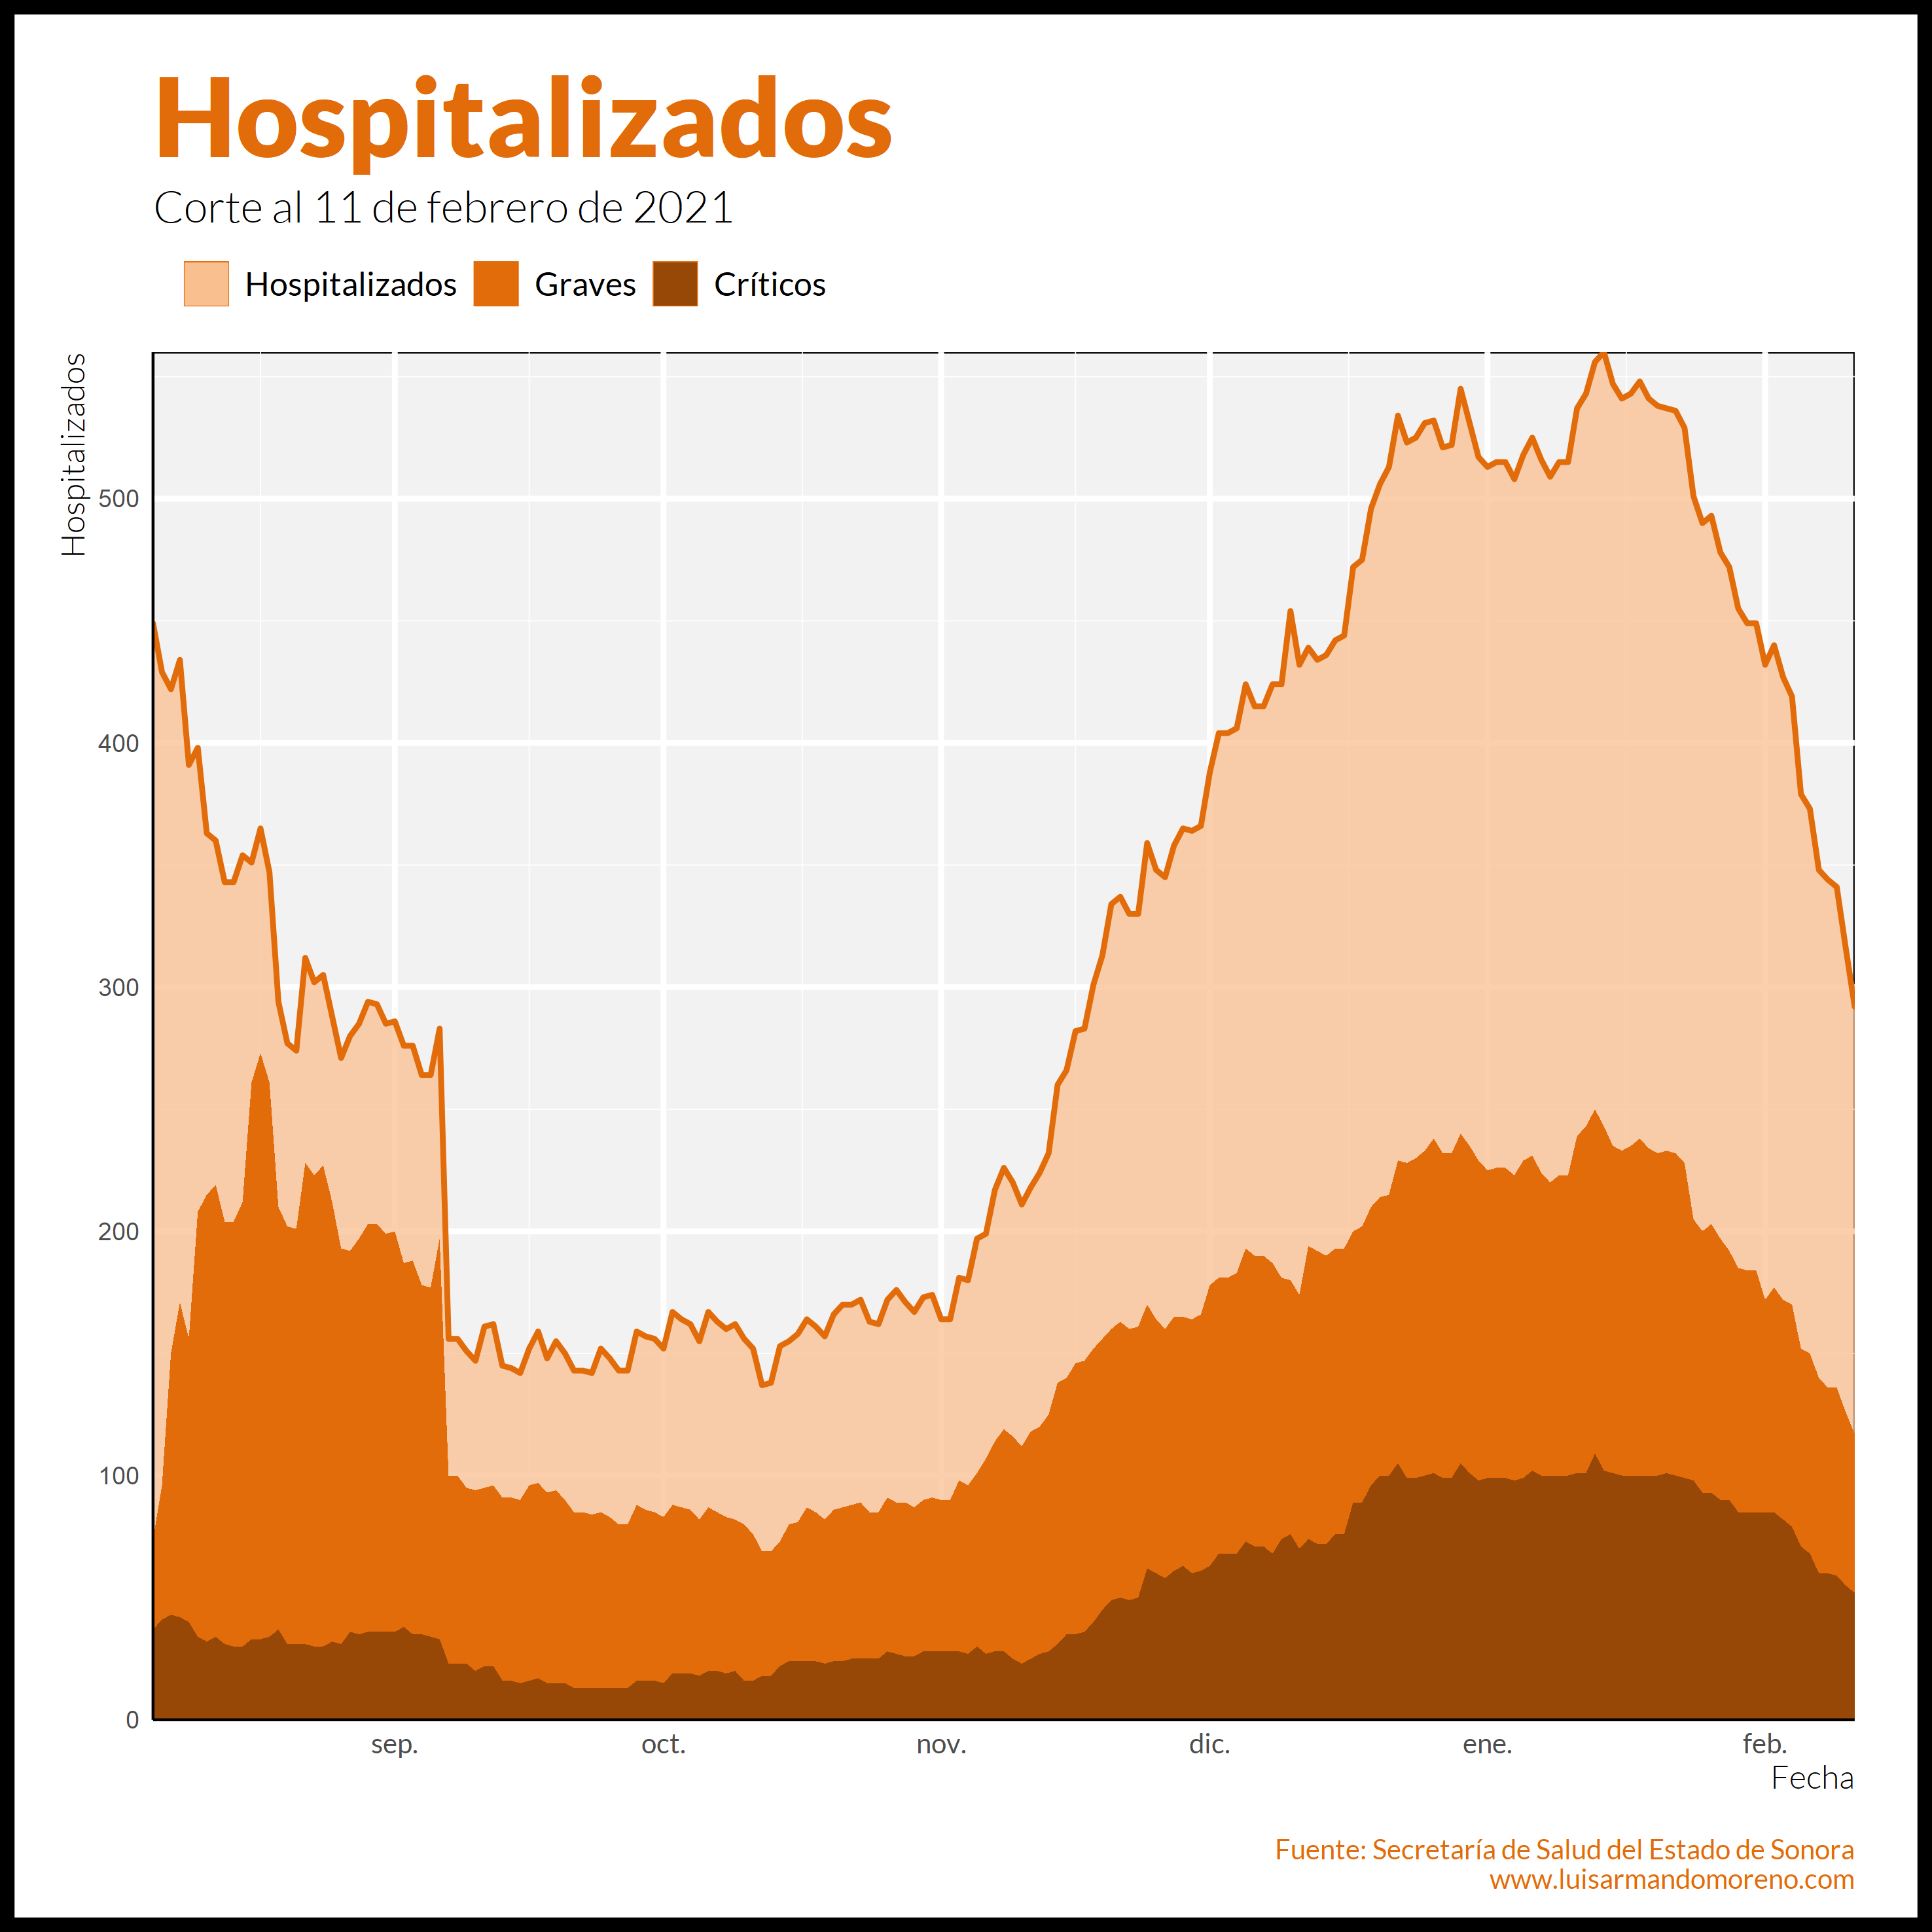 Hospitalizados
Corte al 11 de febrero de 2021
Hospitalizados Graves Críticos
Hospitalizados
500
400
300
200
100
0
sep. oct. nov. dic. ene. feb.
Fecha
Fuente: Secretaría de Salud del Estado de Sonora
www.luisarmandomoreno.com